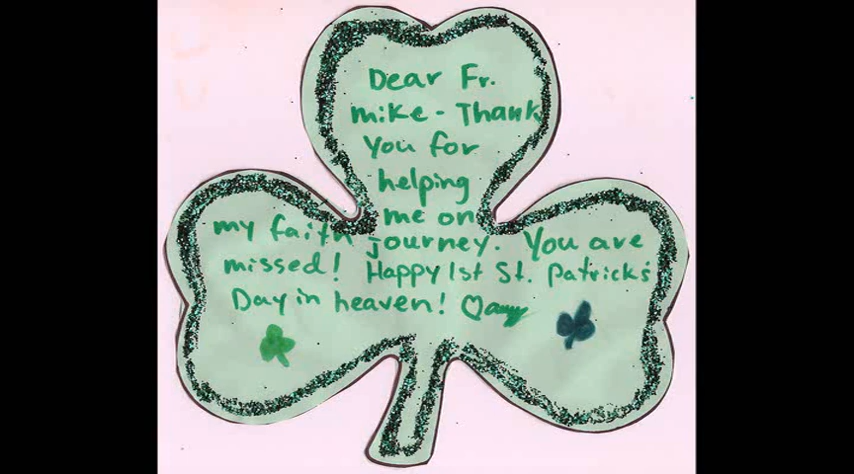 Dear Fr.
mike - Thank
You for
helping
me on
my faith journey. You are
missed! Happy 1st St. Patrick's
Day in heaven! ♡ amy